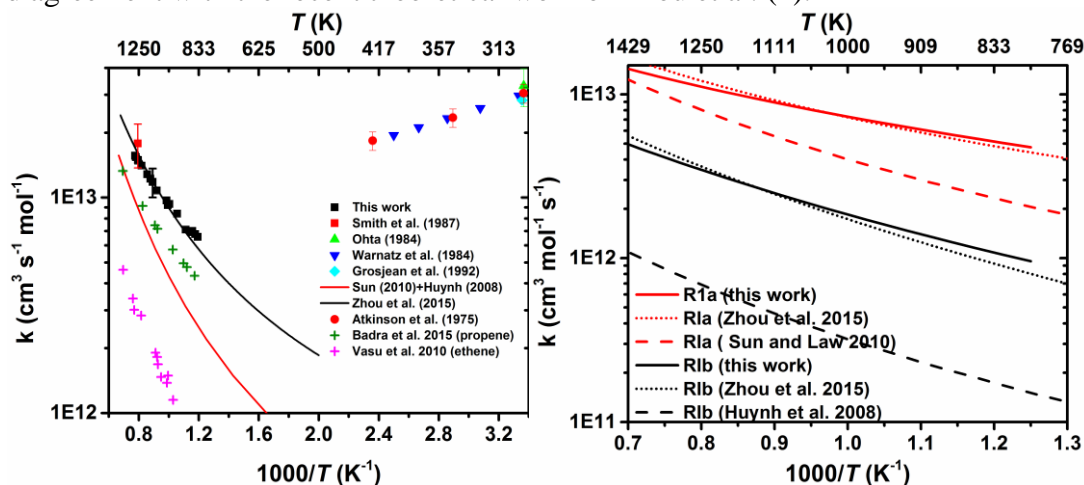 T (K)
1250 833 625 500 417 357 313
1E13
1E12
k (cm³ s⁻¹ mol⁻¹)
This work
Smith et al. (1987)
Ohta (1984)
Warnatz et al. (1984)
Grosjean et al. (1992)
Sun (2010)+Huynh (2008)
Zhou et al. (2015)
Atkinson et al. (1975)
Badra et al. 2015 (propene)
Vasu et al. 2010 (ethene)
0.8 1.2 1.6 2.0 2.4 2.8 3.2
1000/T (K⁻¹)
T (K)
1429 1250 1111 1000 909 833 769
1E13
1E12
1E11
k (cm³ mol⁻¹ s⁻¹)
R1a (this work)
RIa (Zhou et al. 2015)
RIa ( Sun and Law 2010)
RIb (this work)
RIb (Zhou et al. 2015)
RIb (Huynh et al. 2008)
0.7 0.8 0.9 1.0 1.1 1.2 1.3
1000/T (K⁻¹)